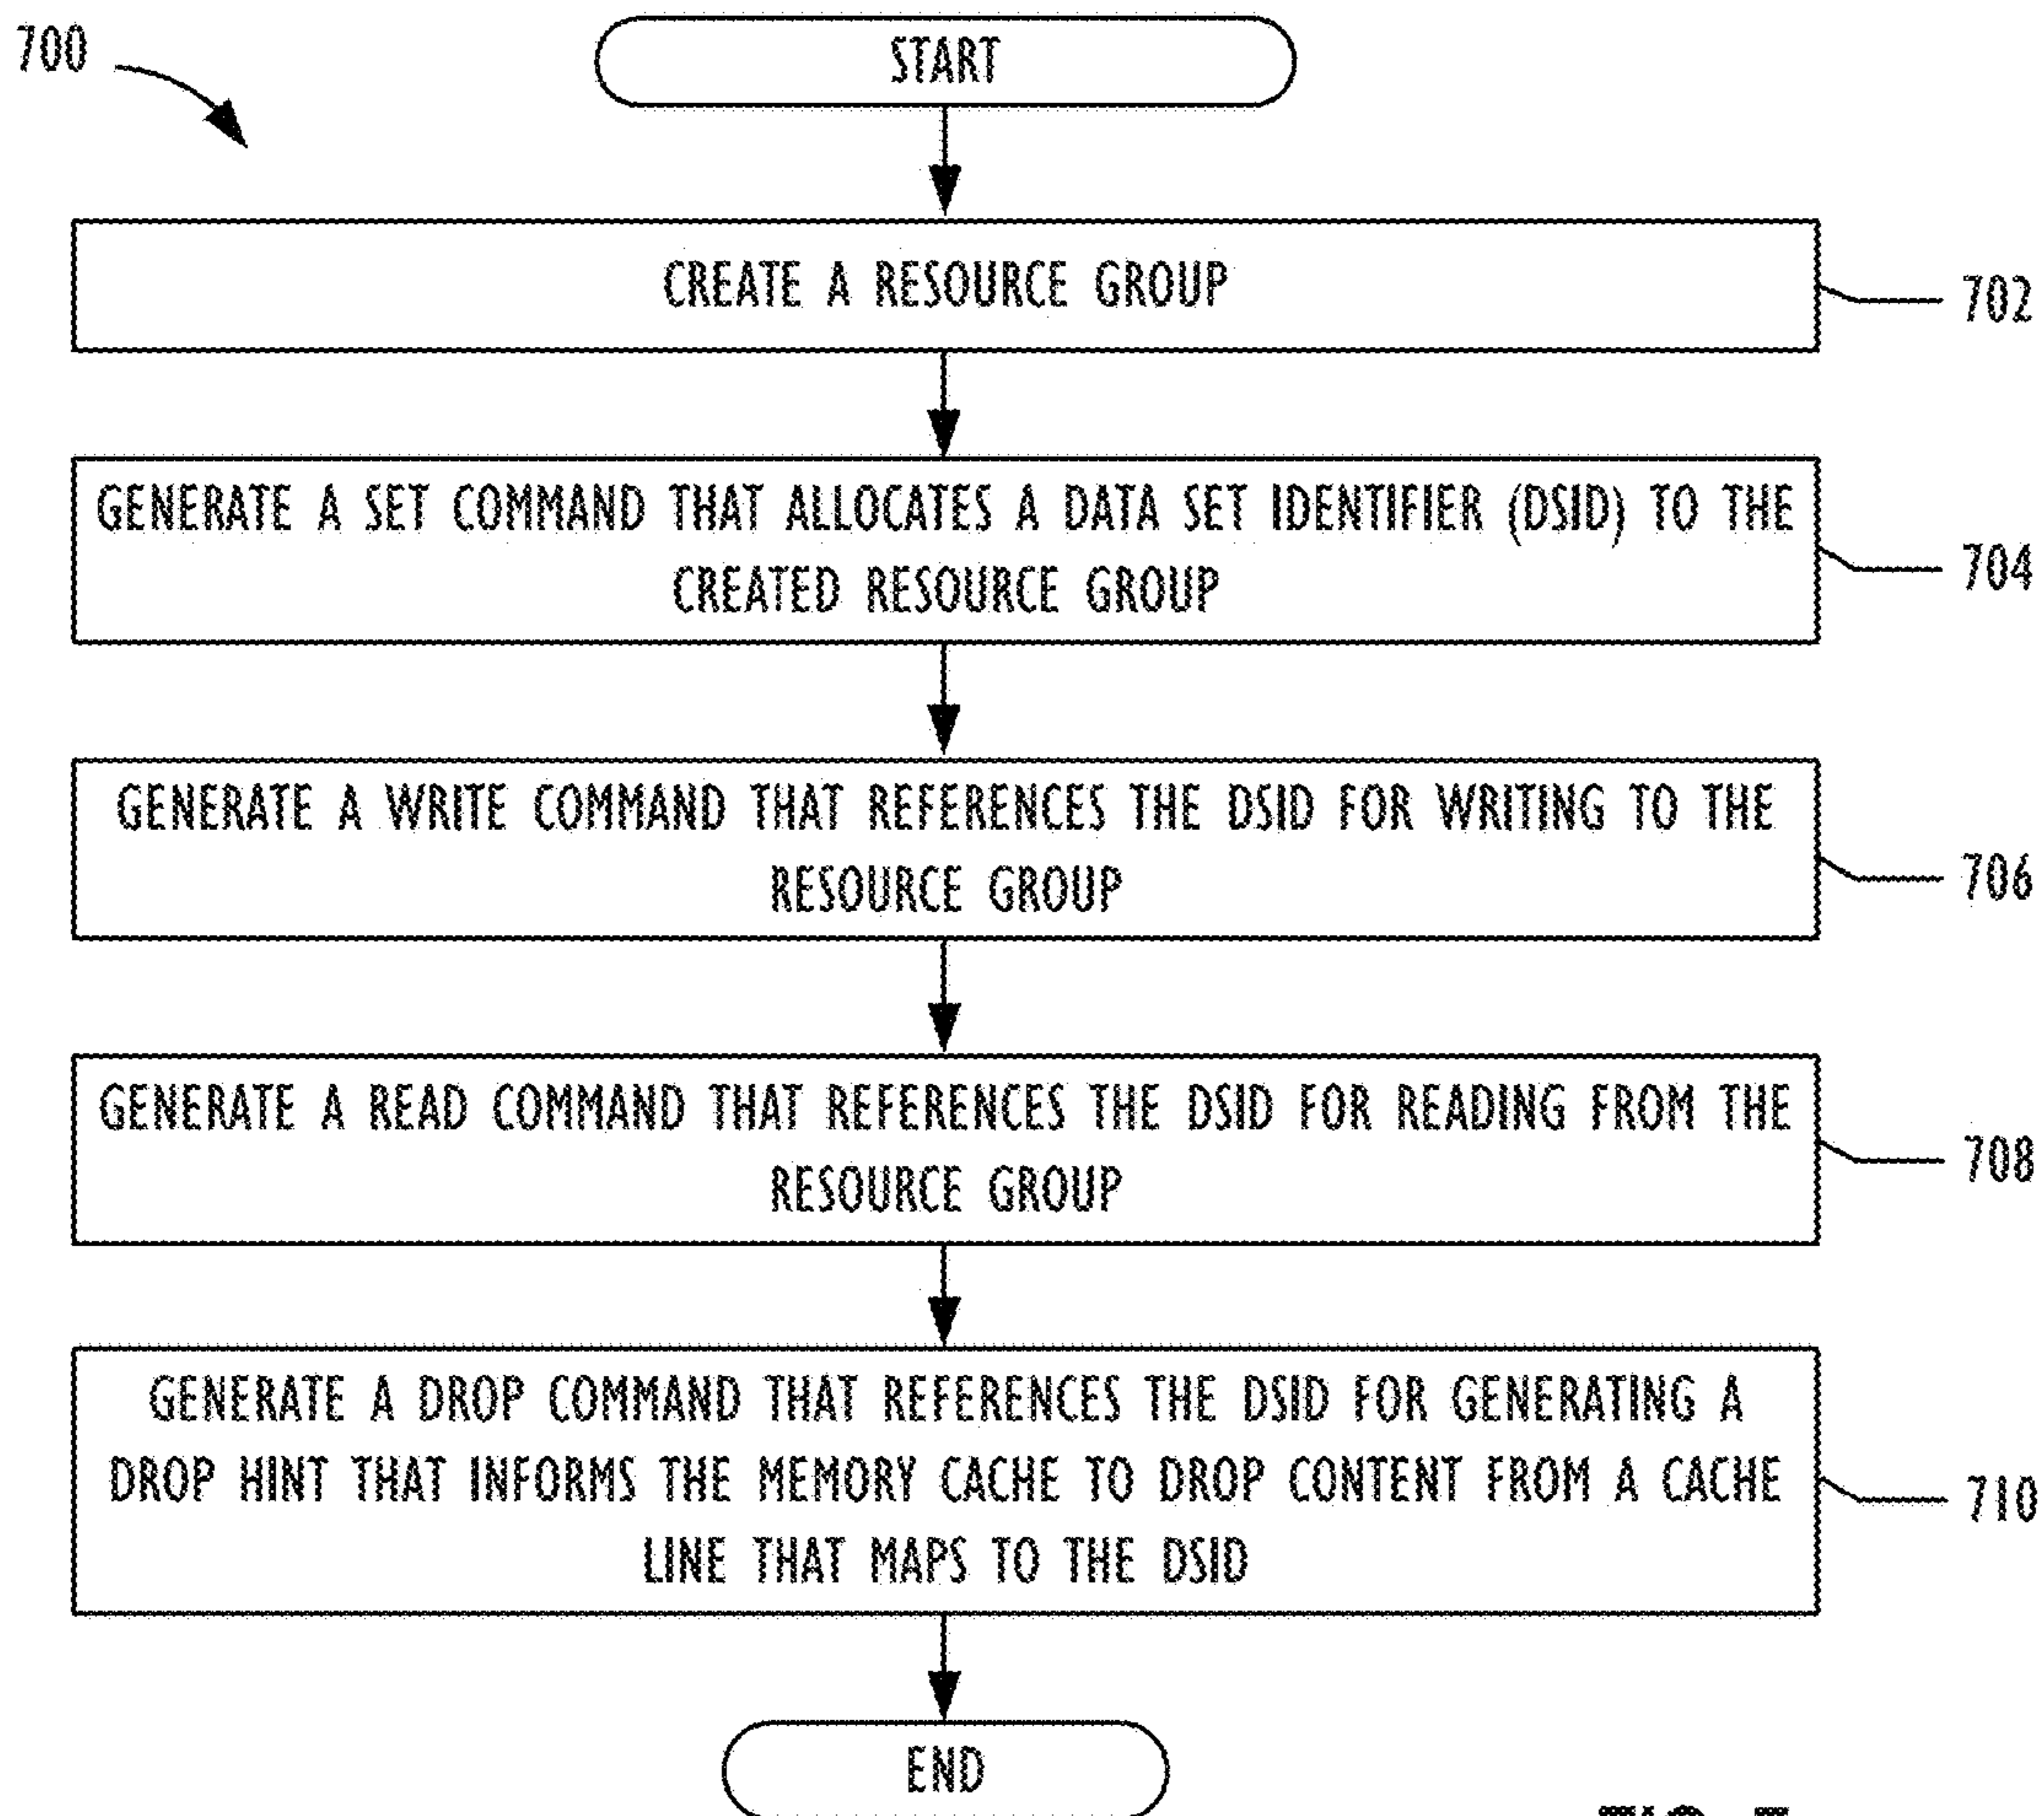 700
START
CREATE A RESOURCE GROUP
702
GENERATE A SET COMMAND THAT ALLOCATES A DATA SET IDENTIFIER (DSID) TO THE
CREATED RESOURCE GROUP
704
GENERATE A WRITE COMMAND THAT REFERENCES THE DSID FOR WRITING TO THE
RESOURCE GROUP
706
GENERATE A READ COMMAND THAT REFERENCES THE DSID FOR READING FROM THE
RESOURCE GROUP
708
GENERATE A DROP COMMAND THAT REFERENCES THE DSID FOR GENERATING A
DROP HINT THAT INFORMS THE MEMORY CACHE TO DROP CONTENT FROM A CACHE
LINE THAT MAPS TO THE DSID
710
END